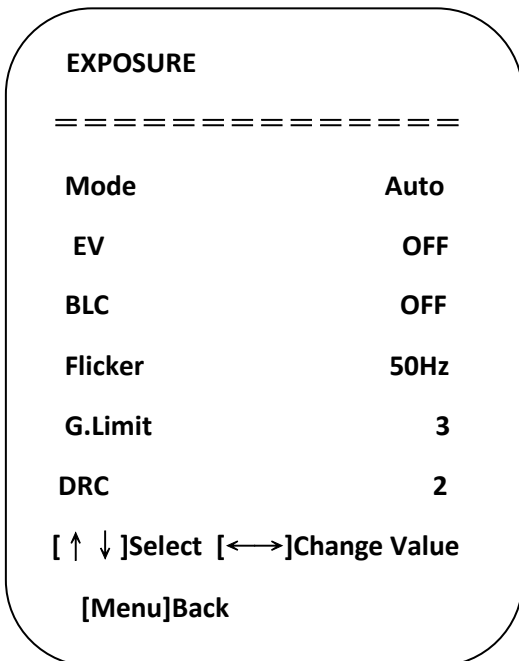 EXPOSURE
===============
Mode Auto
EV OFF
BLC OFF
Flicker 50Hz
G.Limit 3
DRC 2
[↑ ↓]Select [←→]Change Value
[Menu]Back